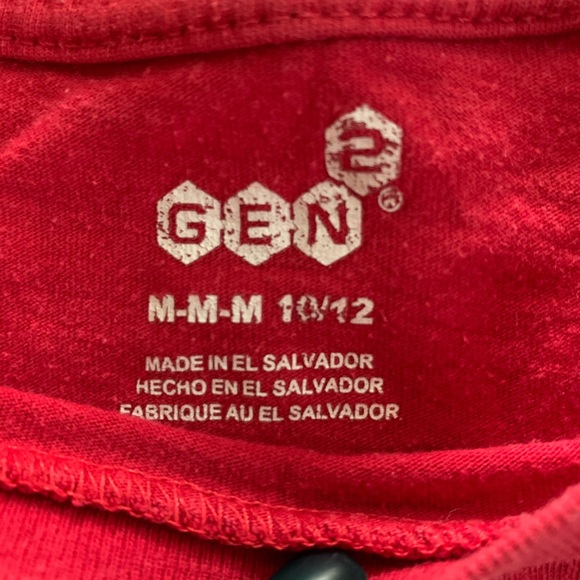 GEN2®
M-M-M 10/12
MADE IN EL SALVADOR
HECHO EN EL SALVADOR
FABRIQUE AU EL SALVADOR